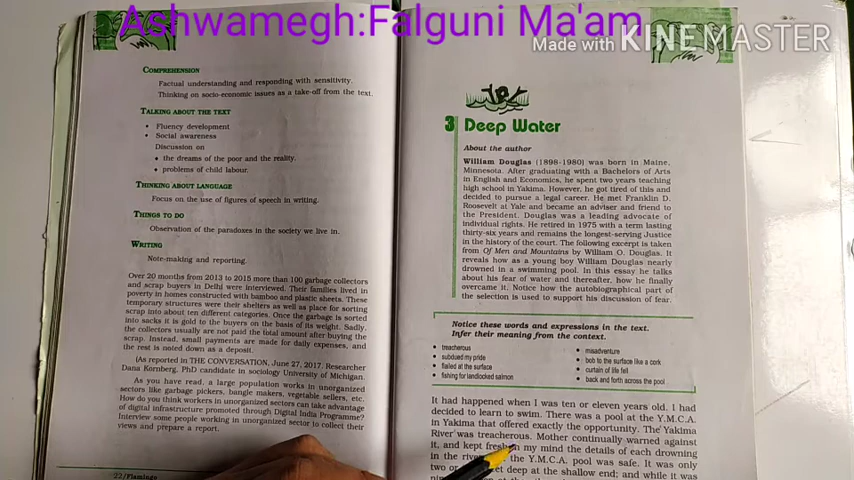 Ashwamegh:Falguni Ma'am
Made with KINEMASTER
COMPREHENSION
Factual understanding and responding with sensitivity.
Thinking on socio-economic issues as a take-off from the text.
TALKING ABOUT THE TEXT
• Fluency development
• Social awareness
Discussion on
• the dreams of the poor and the reality.
• problems of child labour.
THINKING ABOUT LANGUAGE
Focus on the use of figures of speech in writing.
THINGS TO DO
Observation of the paradoxes in the society we live in.
WRITING
Note-making and reporting.
Over 20 months from 2013 to 2015 more than 100 garbage collectors
and scrap buyers in Delhi were interviewed. Their families lived in
poverty in homes constructed with bamboo and plastic sheets. These
temporary structures were their shelters as well as place for sorting
scrap into about ten different categories. Once the garbage is sorted
into sacks it is gold to the buyers on the basis of its weight. Sadly,
the collectors usually are not paid the total amount after buying the
scrap. Instead, small payments are made for daily expenses, and
the rest is noted down as a deposit.
(As reported in THE CONVERSATION, June 27, 2017. Researcher
Dana Kornberg, PhD candidate in sociology University of Michigan.
As you have read, a large population works in unorganized
sectors like garbage pickers, bangle makers, vegetable sellers, etc.
How do you think workers in unorganized sectors can take advantage
of digital infrastructure promoted through Digital India Programme?
Interview some people working in unorganized sector to collect their
views and prepare a report.
22/Flamingo
3 Deep Water
About the author
William Douglas (1898-1980) was born in Maine,
Minnesota. After graduating with a Bachelors of Arts
in English and Economics, he spent two years teaching
high school in Yakima. However, he got tired of this and
decided to pursue a legal career. He met Franklin D.
Roosevelt at Yale and became an adviser and friend to
the President. Douglas was a leading advocate of
individual rights. He retired in 1975 with a term lasting
thirty-six years and remains the longest-serving Justice
in the history of the court. The following excerpt is taken
from Of Men and Mountains by William O. Douglas. It
reveals how as a young boy William Douglas nearly
drowned in a swimming pool. In this essay he talks
about his fear of water and thereafter, how he finally
overcame it. Notice how the autobiographical part of
the selection is used to support his discussion of fear.
Notice these words and expressions in the text.
Infer their meaning from the context.
• treacherous
• subdued my pride
• flailed at the surface
• fishing for landlocked salmon
• misadventure
• bob to the surface like a cork
• curtain of life fell
• back and forth across the pool
It had happened when I was ten or eleven years old. I had
decided to learn to swim. There was a pool at the Y.M.C.A.
in Yakima that offered exactly the opportunity. The Yakima
River was treacherous. Mother continually warned against
it, and kept fresh in my mind the details of each drowning
in the the Y.M.C.A. pool was safe. It was only
two or deep at the shallow end; and while it was